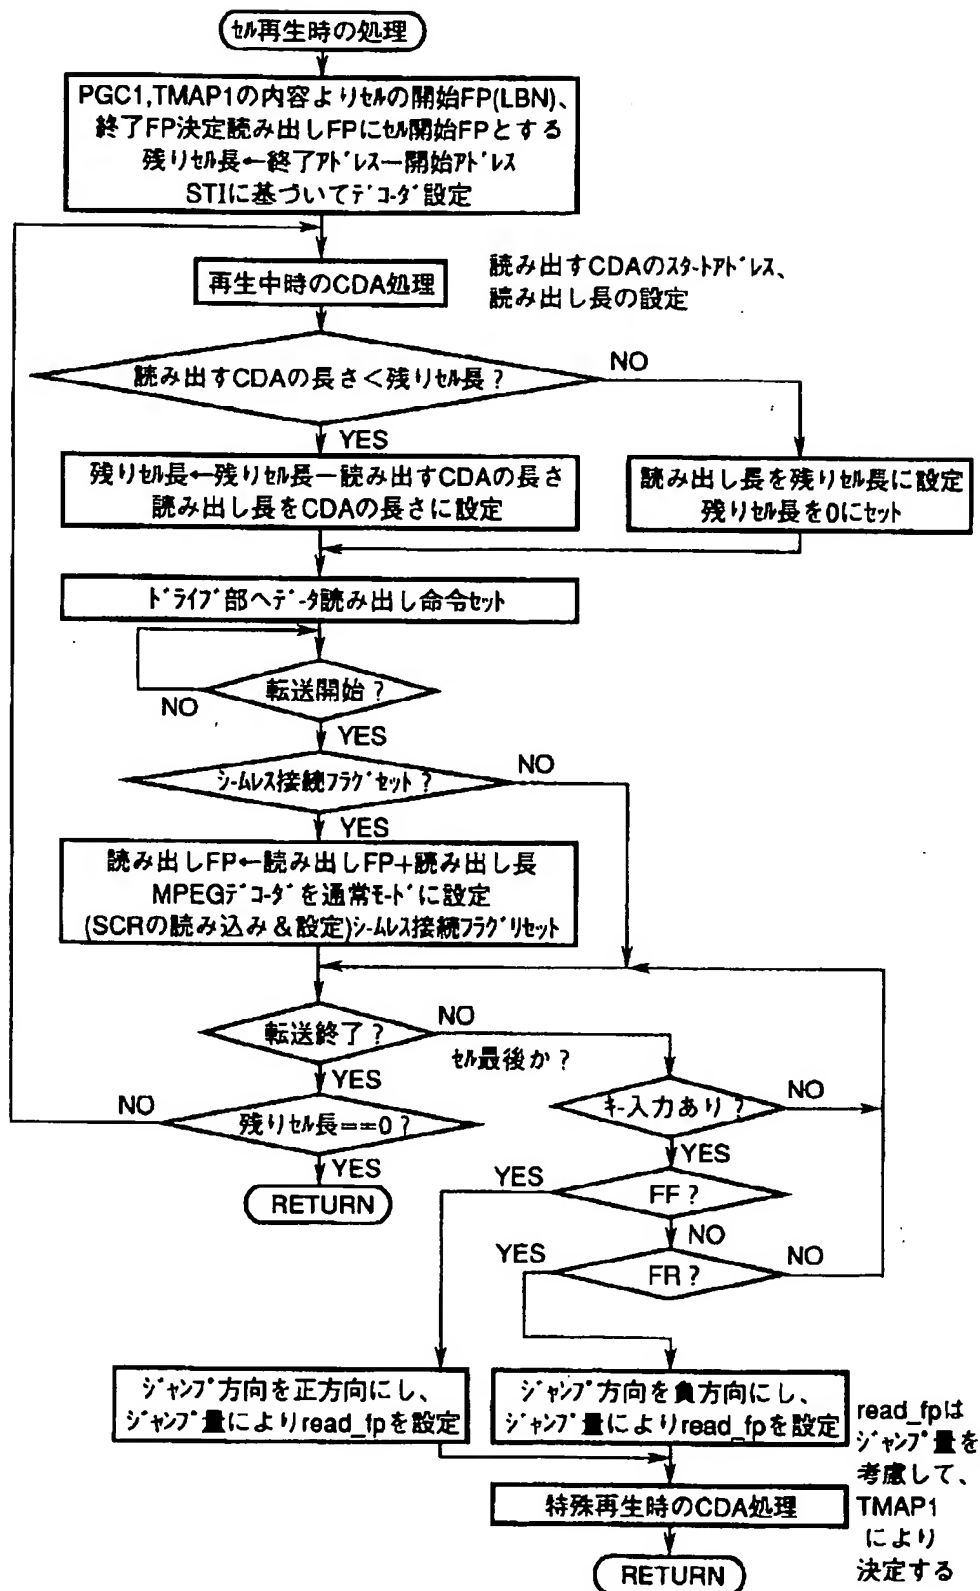 ｾﾙ再生時の処理
PGC1,TMAP1の内容よりｾﾙの開始FP(LBN)、
終了FP決定読み出しFPにｾﾙ開始FPとする
残りｾﾙ長←終了ｱﾄﾞﾚｽー開始ｱﾄﾞﾚｽ
STIに基づいてﾃﾞｺｰﾀﾞ設定
再生中時のCDA処理
読み出すCDAのｽﾀｰﾄｱﾄﾞﾚｽ、
読み出し長の設定
読み出すCDAの長さ＜残りｾﾙ長？
NO
YES
残りｾﾙ長←残りｾﾙ長ー読み出すCDAの長さ
読み出し長をCDAの長さに設定
読み出し長を残りｾﾙ長に設定
残りｾﾙ長を0にｾｯﾄ
ﾄﾞﾗｲﾌﾞ部へﾃﾞｰﾀ読み出し命令ｾｯﾄ
転送開始？
NO
YES
ｼｰﾑﾚｽ接続ﾌﾗｸﾞｾｯﾄ？
NO
YES
読み出しFP←読み出しFP+読み出し長
MPEGﾃﾞｺｰﾀﾞを通常ﾓｰﾄﾞに設定
(SCRの読み込み＆設定)ｼｰﾑﾚｽ接続ﾌﾗｸﾞﾘｾｯﾄ
転送終了？
NO
YES
ｾﾙ最後か？
残りｾﾙ長==0？
NO
YES
RETURN
ｷｰ入力あり？
NO
YES
FF？
YES
NO
FR？
YES
NO
ｼﾞｬﾝﾌﾟ方向を正方向にし、
ｼﾞｬﾝﾌﾟ量によりread_fpを設定
ｼﾞｬﾝﾌﾟ方向を負方向にし、
ｼﾞｬﾝﾌﾟ量によりread_fpを設定
read_fpは
ｼﾞｬﾝﾌﾟ量を
考慮して、
TMAP1
により
決定する
特殊再生時のCDA処理
RETURN